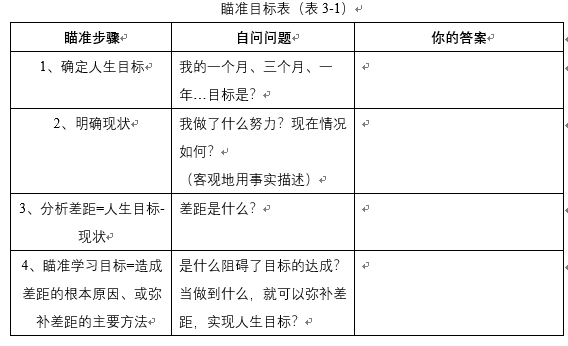 瞄准目标表（表 3-1）
瞄准步骤 自问问题 你的答案
1、确定人生目标
我的一个月、三个月、一
年…目标是？
2、明确现状
我做了什么努力？现在情况
如何？
（客观地用事实描述）
3、分析差距=人生目标-
现状
差距是什么？
4、瞄准学习目标=造成
差距的根本原因、或弥
补差距的主要方法
是什么阻碍了目标的达成？
当做到什么，就可以弥补差
距，实现人生目标？